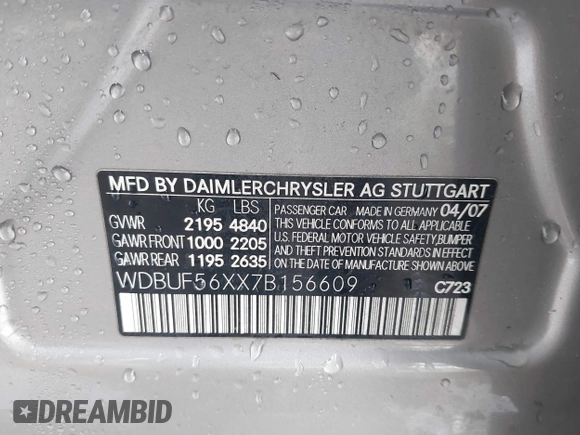 MFD BY DAIMLERCHRYSLER AG STUTTGART
KG LBS
GVWR 2195 4840
GAWR FRONT 1000 2205
GAWR REAR 1195 2635
PASSENGER CAR MADE IN GERMANY 04/07
THIS VEHICLE CONFORMS TO ALL APPLICABLE
U.S. FEDERAL MOTOR VEHICLE SAFETY, BUMPER
AND THEFT PREVENTION STANDARDS IN EFFECT
ON THE DATE OF MANUFACTURE SHOWN ABOVE.
WDBUF56XX7B156609
C723
DREAMBID